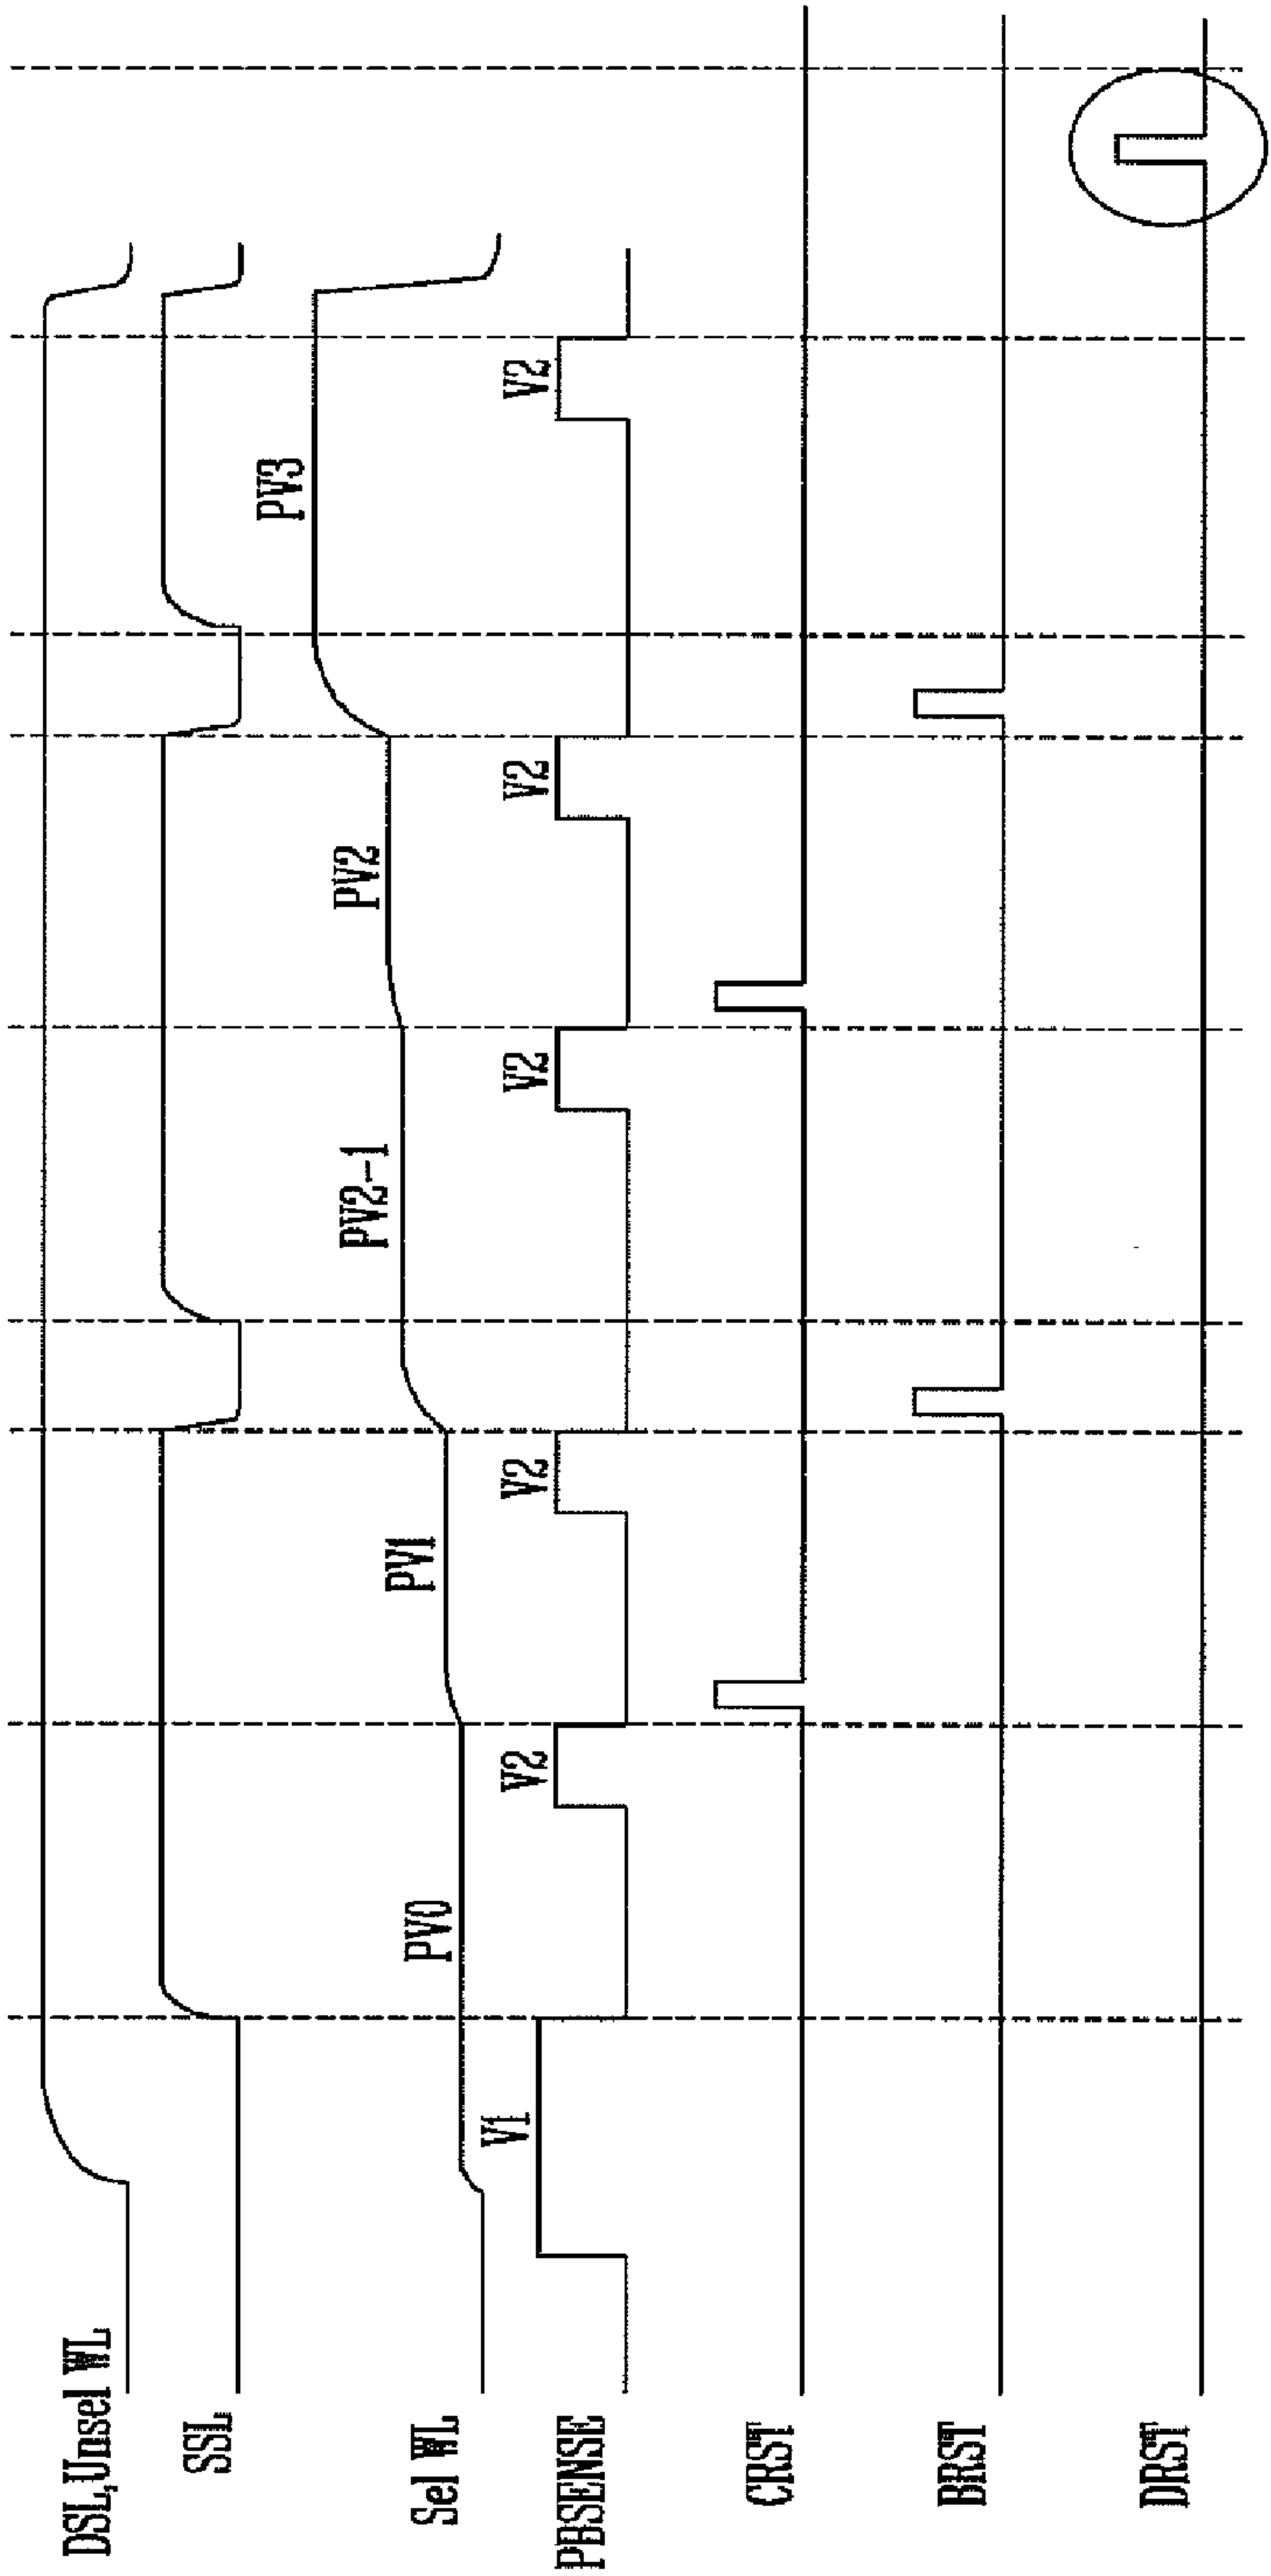 DSL,Unsel WL
SSL
Sel WL
PV0
PV1
PV2-1
PV2
PV3
PBSENSE
V1
V2
V2
V2
V2
V2
CRST
BRST
DRST